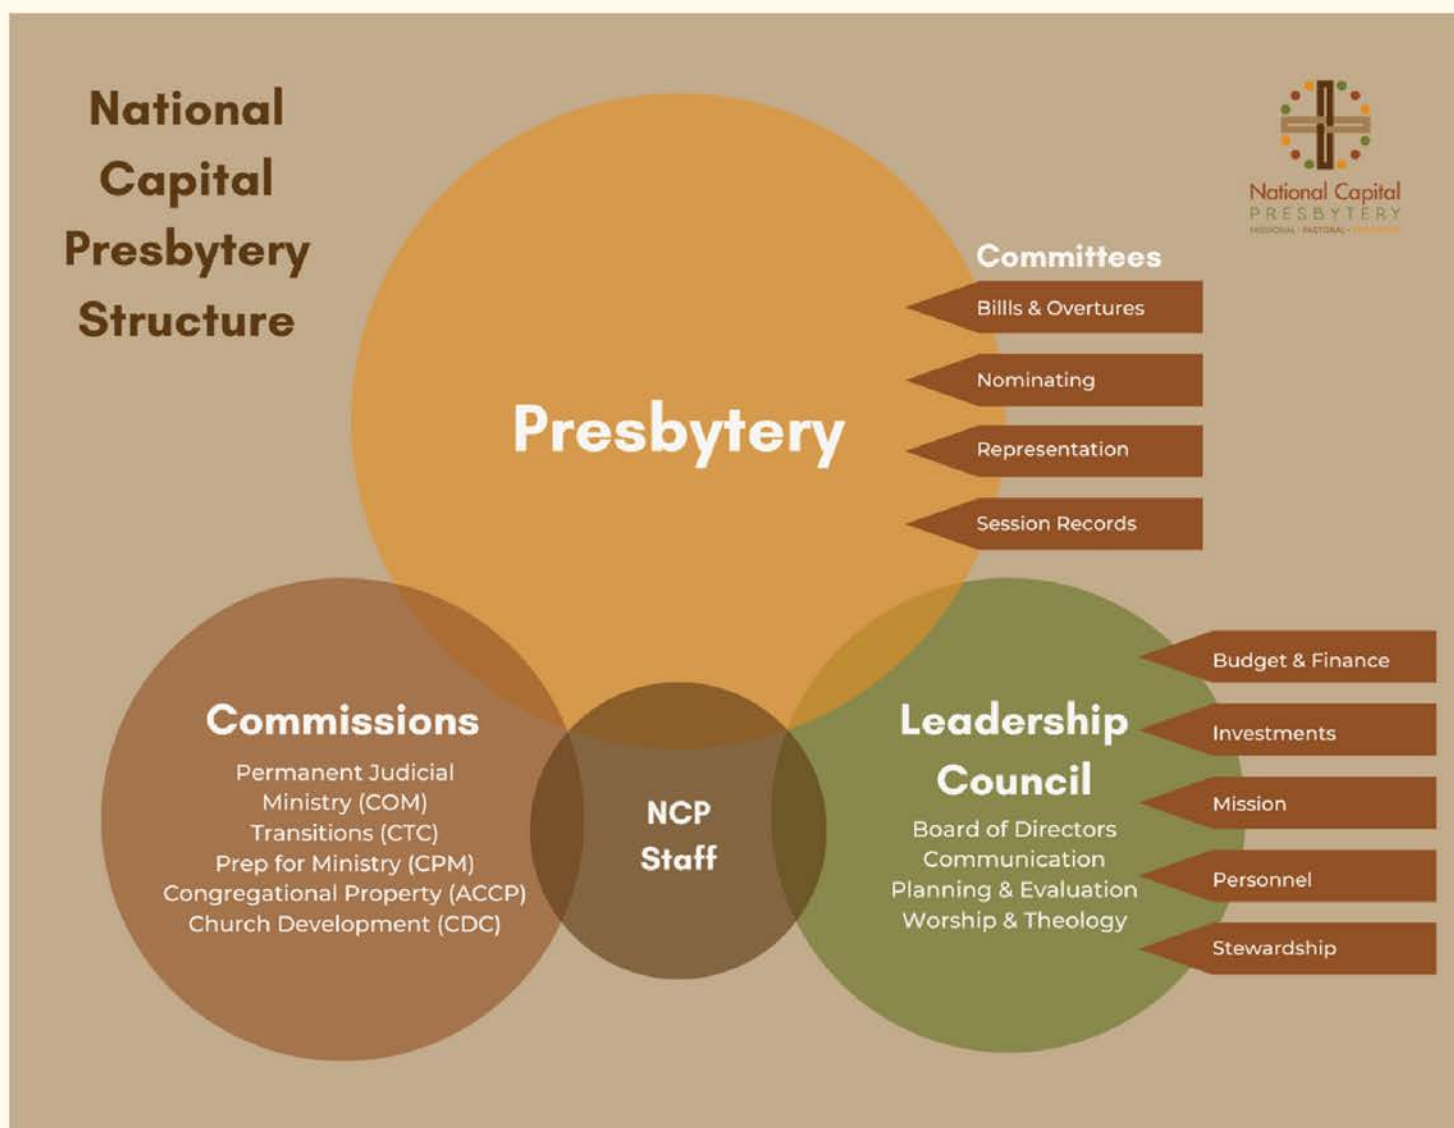 National
Capital
Presbytery
Structure
National Capital
PRESBYTERY
MISSIONAL • PASTORAL •
Presbytery
Committees
Billls & Overtures
Nominating
Representation
Session Records
Commissions
Permanent Judicial
Ministry (COM)
Transitions (CTC)
Prep for Ministry (CPM)
Congregational Property (ACCP)
Church Development (CDC)
NCP
Staff
Leadership
Council
Board of Directors
Communication
Planning & Evaluation
Worship & Theology
Budget & Finance
Investments
Mission
Personnel
Stewardship